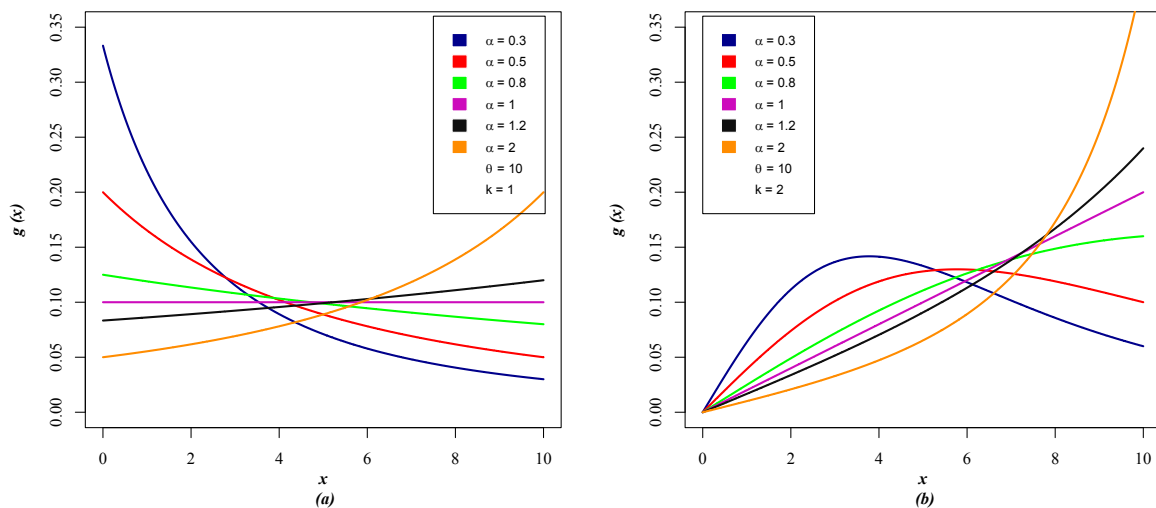 0.35
0.30
0.25
0.20
0.15
0.10
0.05
0.00
g (x)
α = 0.3
α = 0.5
α = 0.8
α = 1
α = 1.2
α = 2
θ = 10
k = 1
0 2 4 6 8 10
x
(a)
0.35
0.30
0.25
0.20
0.15
0.10
0.05
0.00
g (x)
α = 0.3
α = 0.5
α = 0.8
α = 1
α = 1.2
α = 2
θ = 10
k = 2
0 2 4 6 8 10
x
(b)